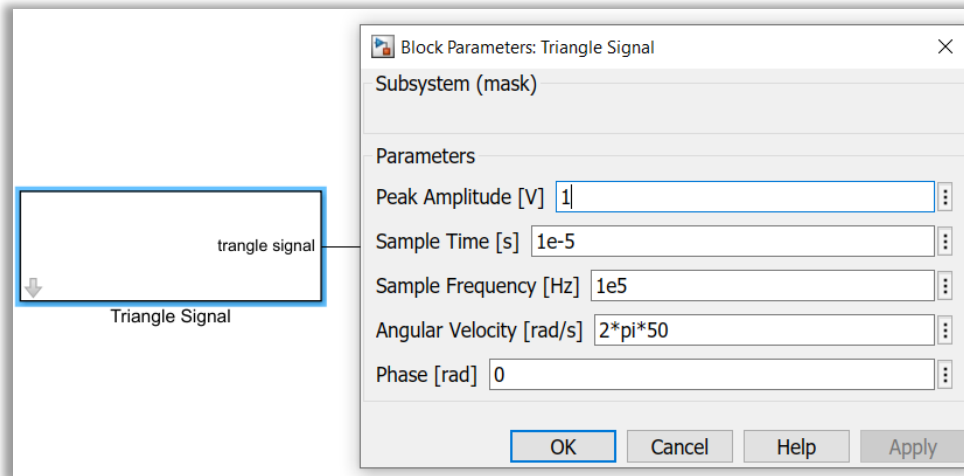 Block Parameters: Triangle Signal
Subsystem (mask)
Parameters
Peak Amplitude [V] 1
Sample Time [s] 1e-5
Sample Frequency [Hz] 1e5
Angular Velocity [rad/s] 2*pi*50
Phase [rad] 0
OK Cancel Help Apply
trangle signal
Triangle Signal